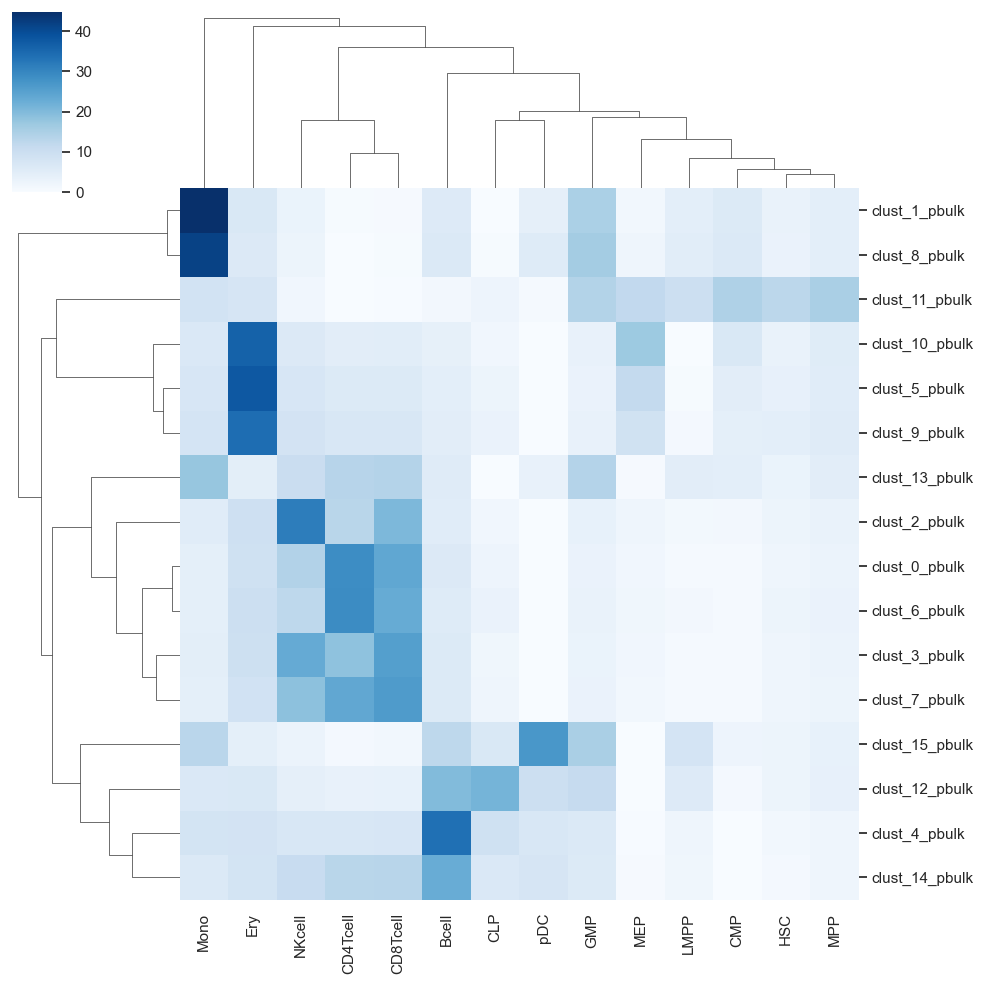 40
30
20
10
0
clust_1_pbulk
clust_8_pbulk
clust_11_pbulk
clust_10_pbulk
clust_5_pbulk
clust_9_pbulk
clust_13_pbulk
clust_2_pbulk
clust_0_pbulk
clust_6_pbulk
clust_3_pbulk
clust_7_pbulk
clust_15_pbulk
clust_12_pbulk
clust_4_pbulk
clust_14_pbulk
Mono
Ery
NKcell
CD4Tcell
CD8Tcell
Bcell
CLP
pDC
GMP
MEP
LMPP
CMP
HSC
MPP